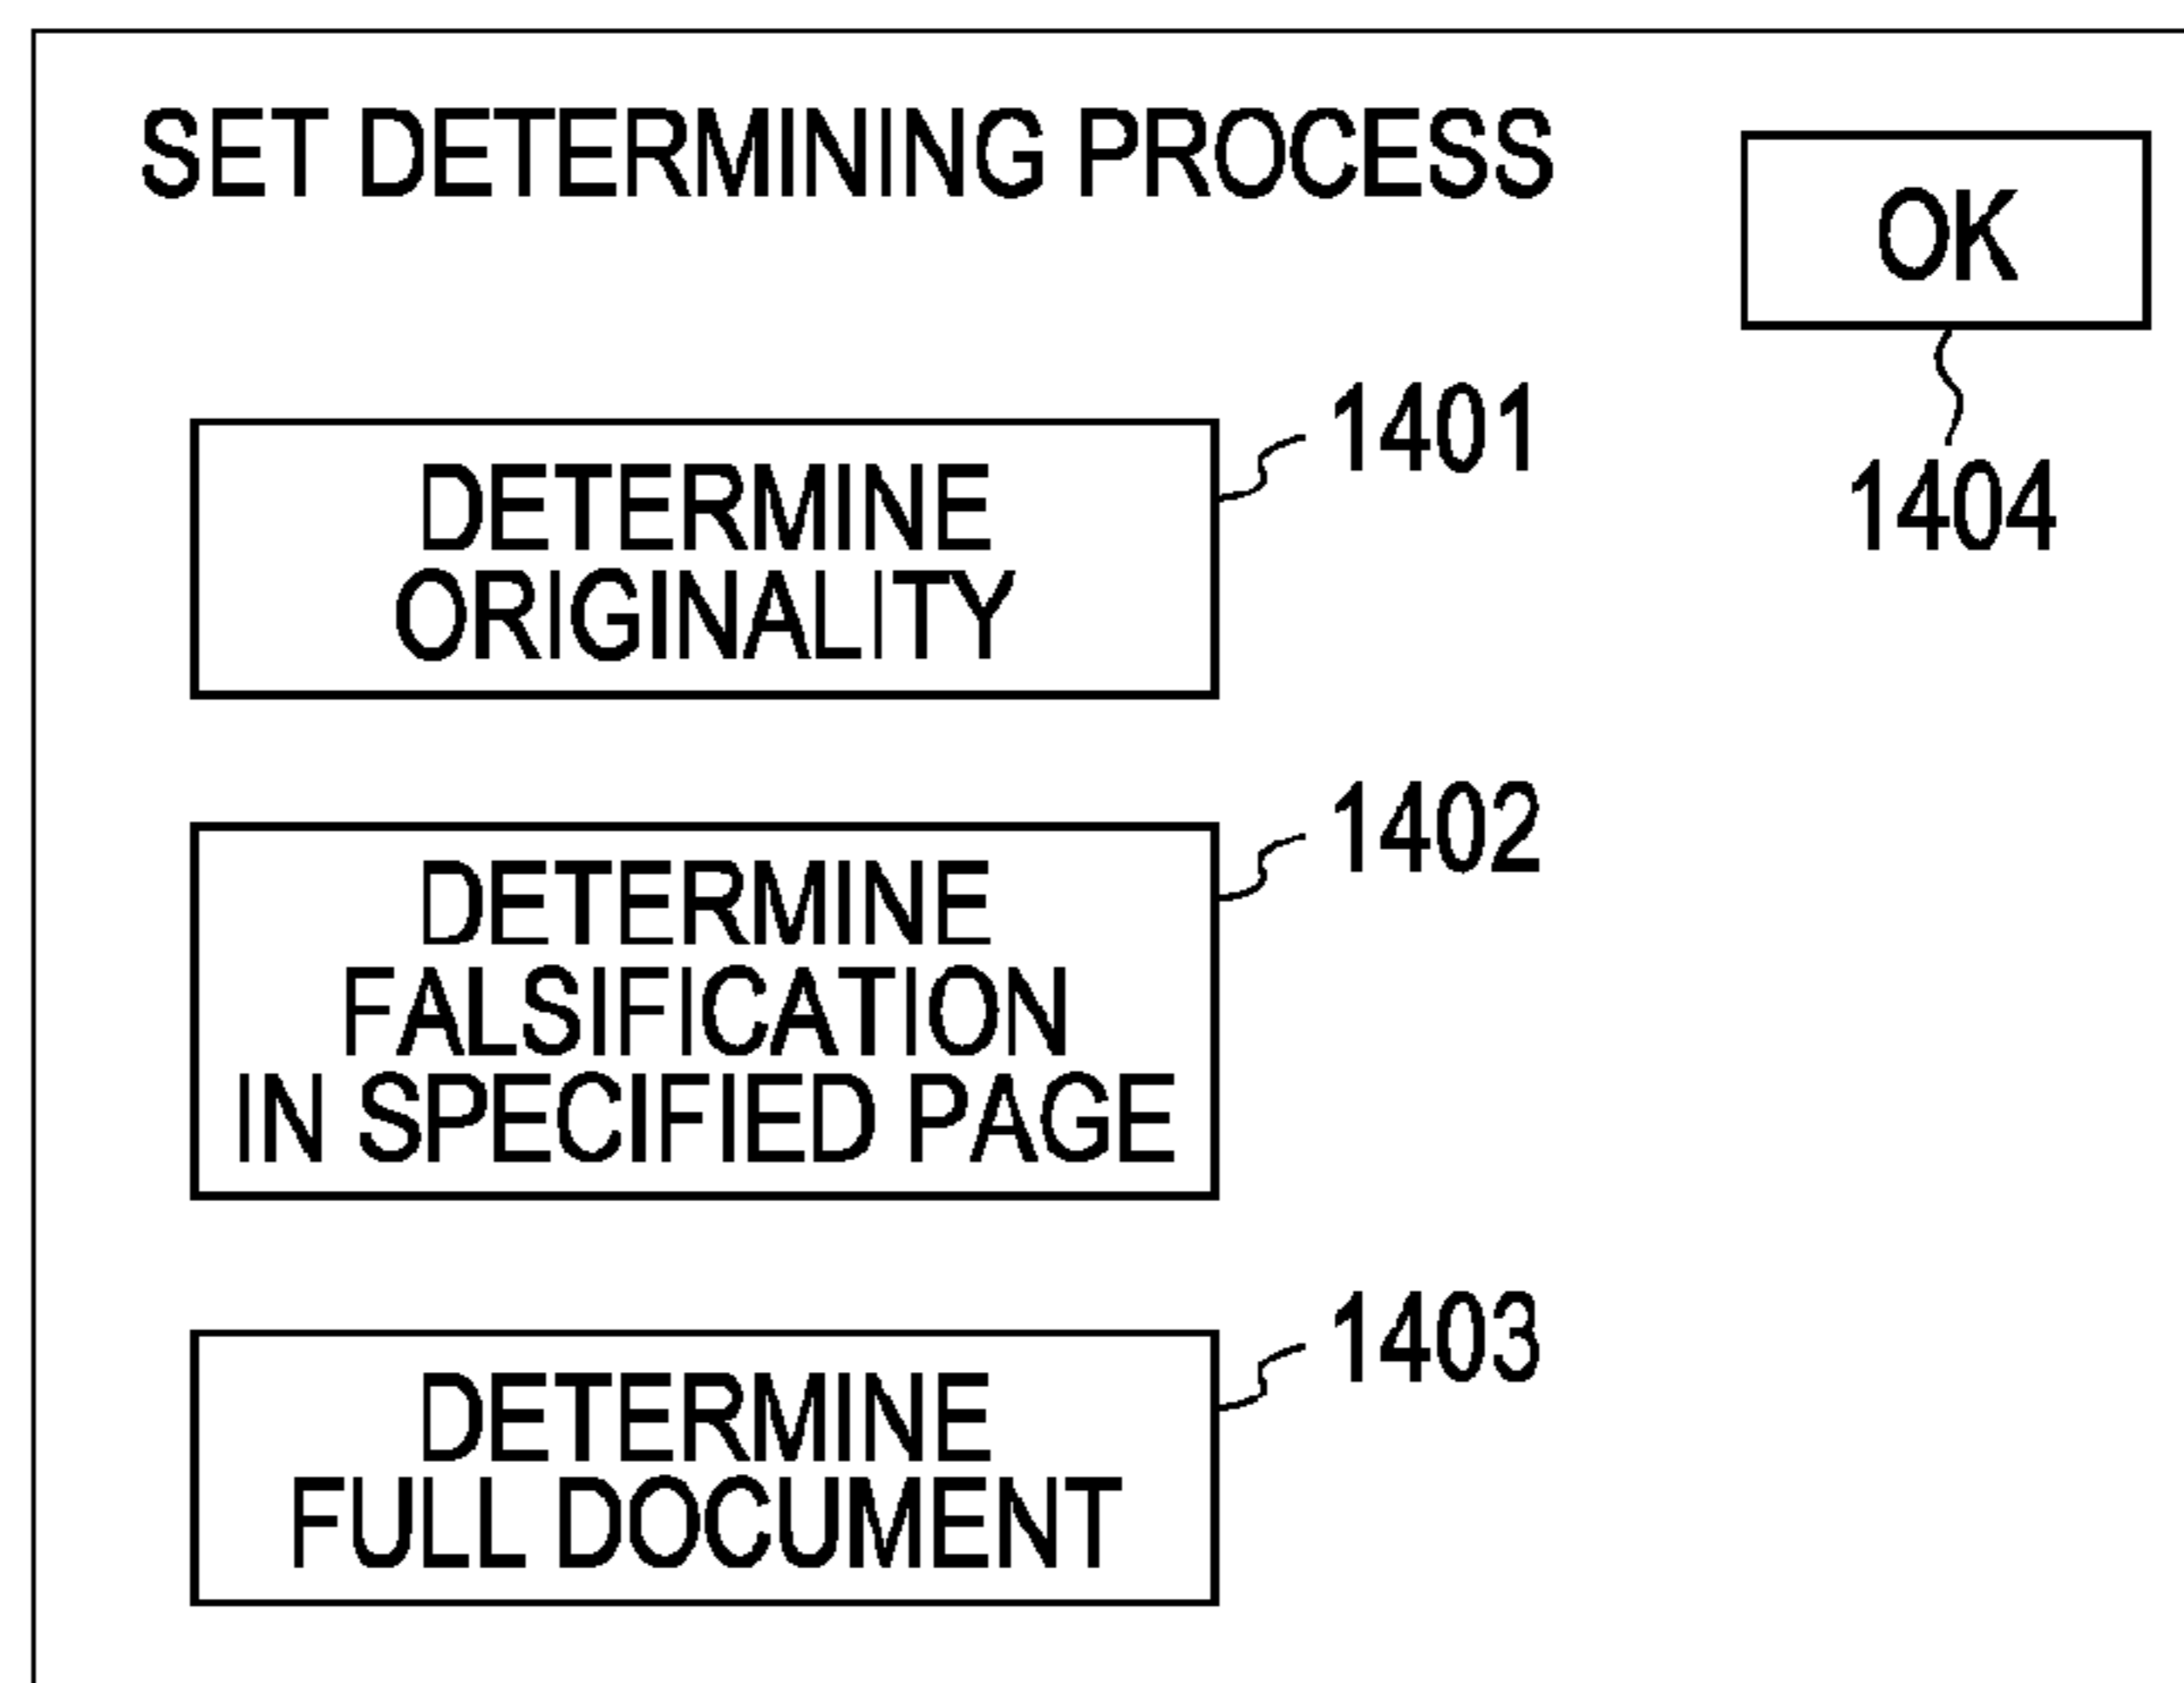 SET DETERMINING PROCESS
OK
1404
DETERMINE
ORIGINALITY
1401
DETERMINE
FALSIFICATION
IN SPECIFIED PAGE
1402
DETERMINE
FULL DOCUMENT
1403